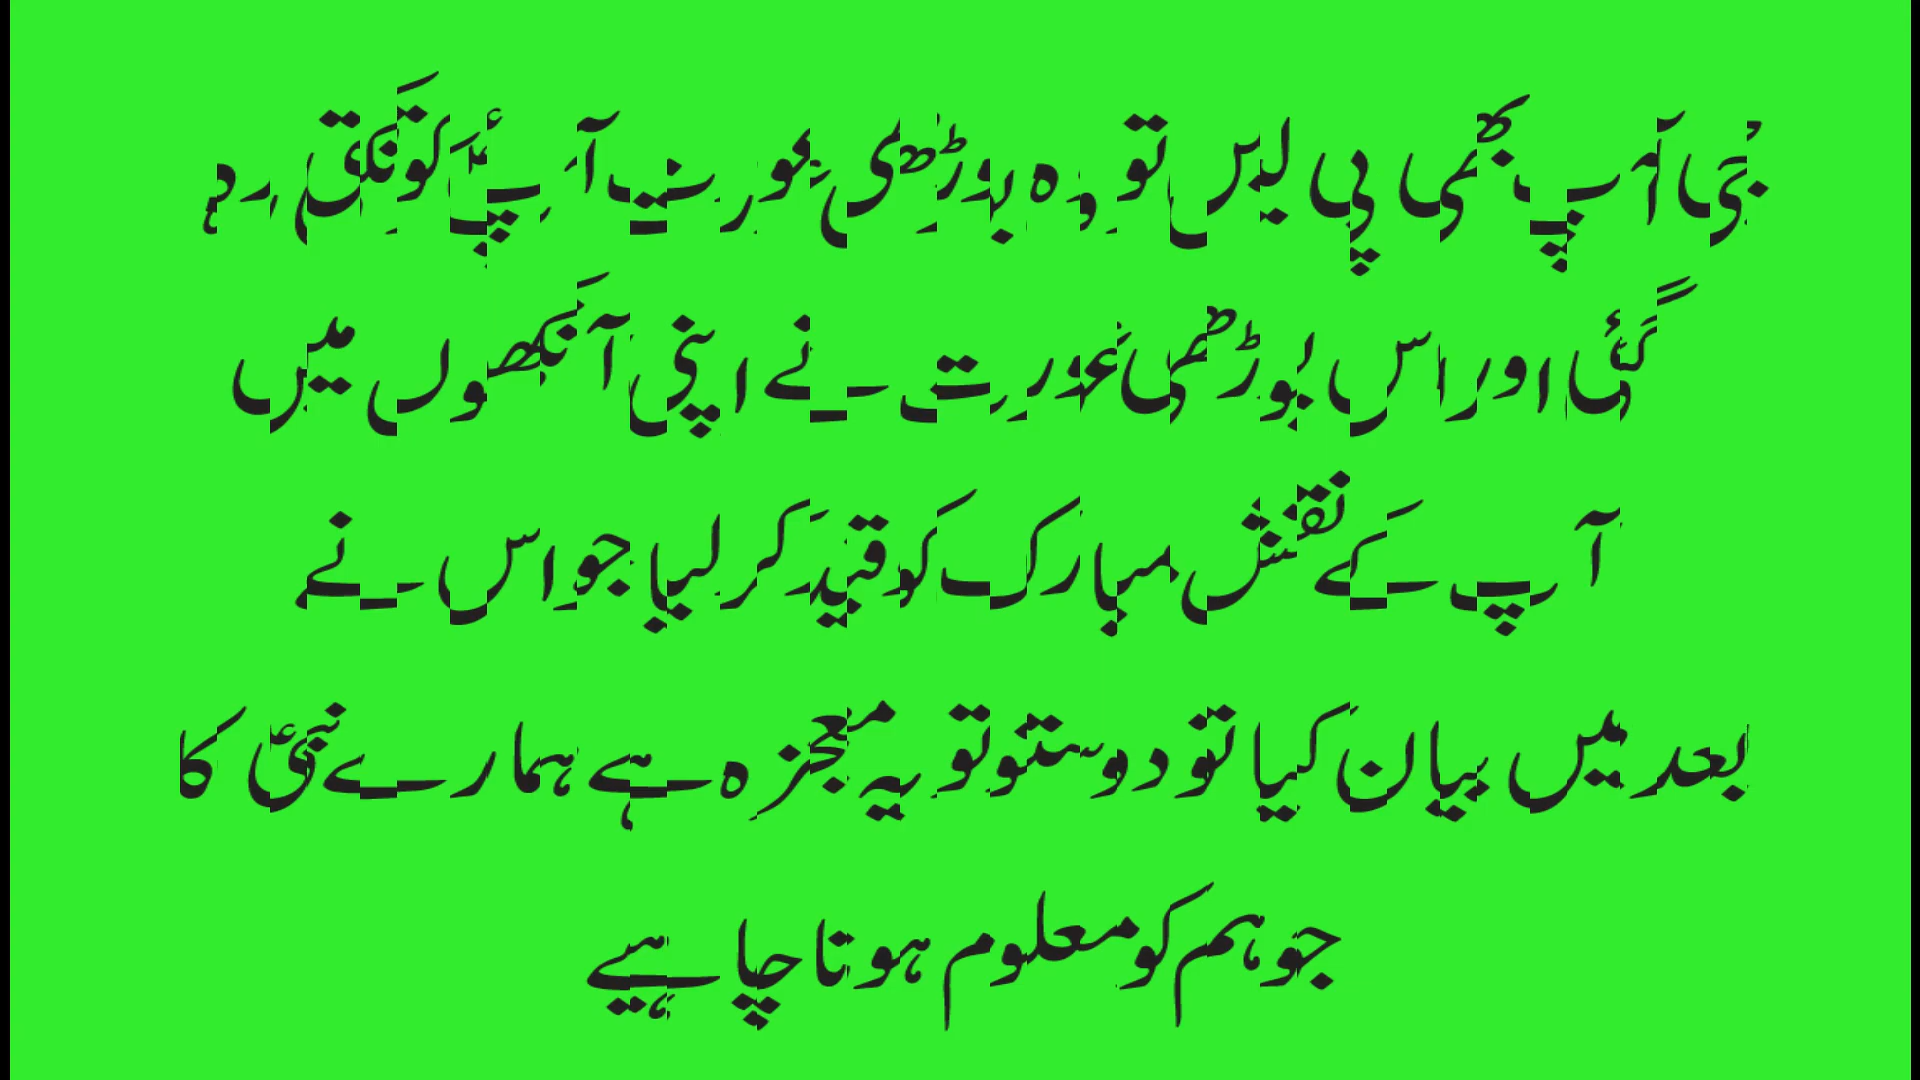 جی آپ بھی پی لیں تو وہ بوڑھی عورت آپؐ کو تکتی رہ
گئی اور اس بوڑھی عورت نے اپنی آنکھوں میں
آپ کے نقش مبارک کو قید کر لیا جو اس نے
بعد میں بیان کیا تو دوستو تو یہ معجزہ ہے ہمارے نبیؐ کا
جو ہم کو معلوم ہونا چاہیے